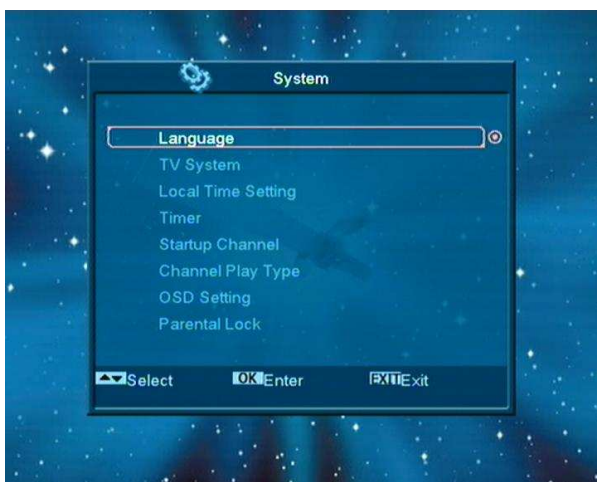 System
Language
TV System
Local Time Setting
Timer
Startup Channel
Channel Play Type
OSD Setting
Parental Lock
Select OK Enter EXIT Exit